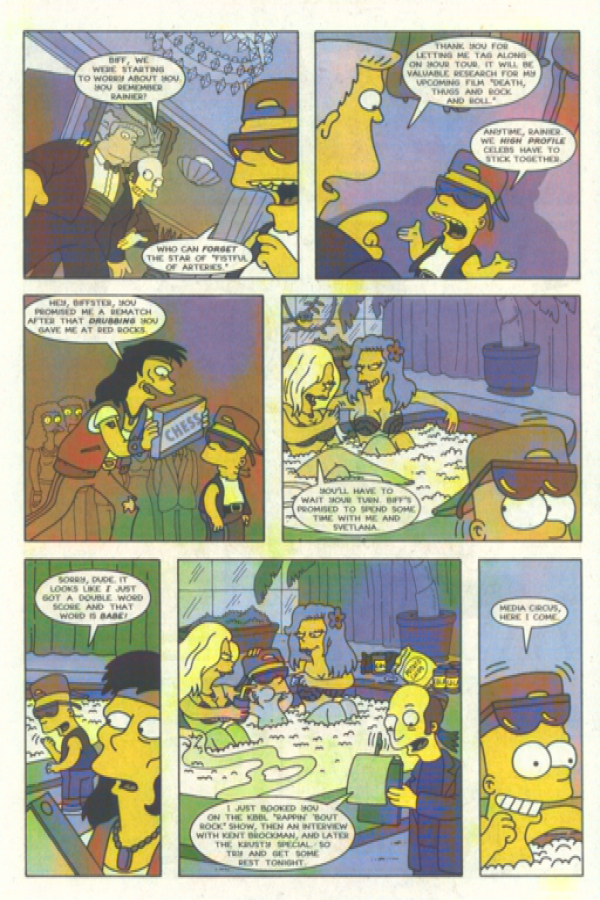 BIFF, WE
WERE STARTING
TO WORRY ABOUT YOU.
YOU REMEMBER
RAINIER?
WHO CAN FORGET
THE STAR OF "FISTFUL
OF ARTERIES."
THANK YOU FOR
LETTING ME TAG ALONG
ON YOUR TOUR. IT WILL BE
VALUABLE RESEARCH FOR MY
UPCOMING FILM "DEATH,
THUGS AND ROCK
AND ROLL."
ANYTIME, RAINIER.
WE HIGH PROFILE
CELEBS HAVE TO
STICK TOGETHER.
HEY, BIFFSTER, YOU
PROMISED ME A REMATCH
AFTER THAT DRUBBING YOU
GAVE ME AT RED ROCKS.
CHESS
YOU'LL HAVE TO
WAIT YOUR TURN. BIFF'S
PROMISED TO SPEND SOME
TIME WITH ME AND
SVETLANA.
SORRY, DUDE. IT
LOOKS LIKE I JUST
GOT A DOUBLE WORD
SCORE AND THAT
WORD IS BABE!
I JUST BOOKED YOU
ON THE KBBL "RAPPIN' 'BOUT
ROCK" SHOW, THEN AN INTERVIEW
WITH KENT BROCKMAN, AND LATER
THE KRUSTY SPECIAL. SO
TRY AND GET SOME
REST TONIGHT.
MEDIA CIRCUS,
HERE I COME.